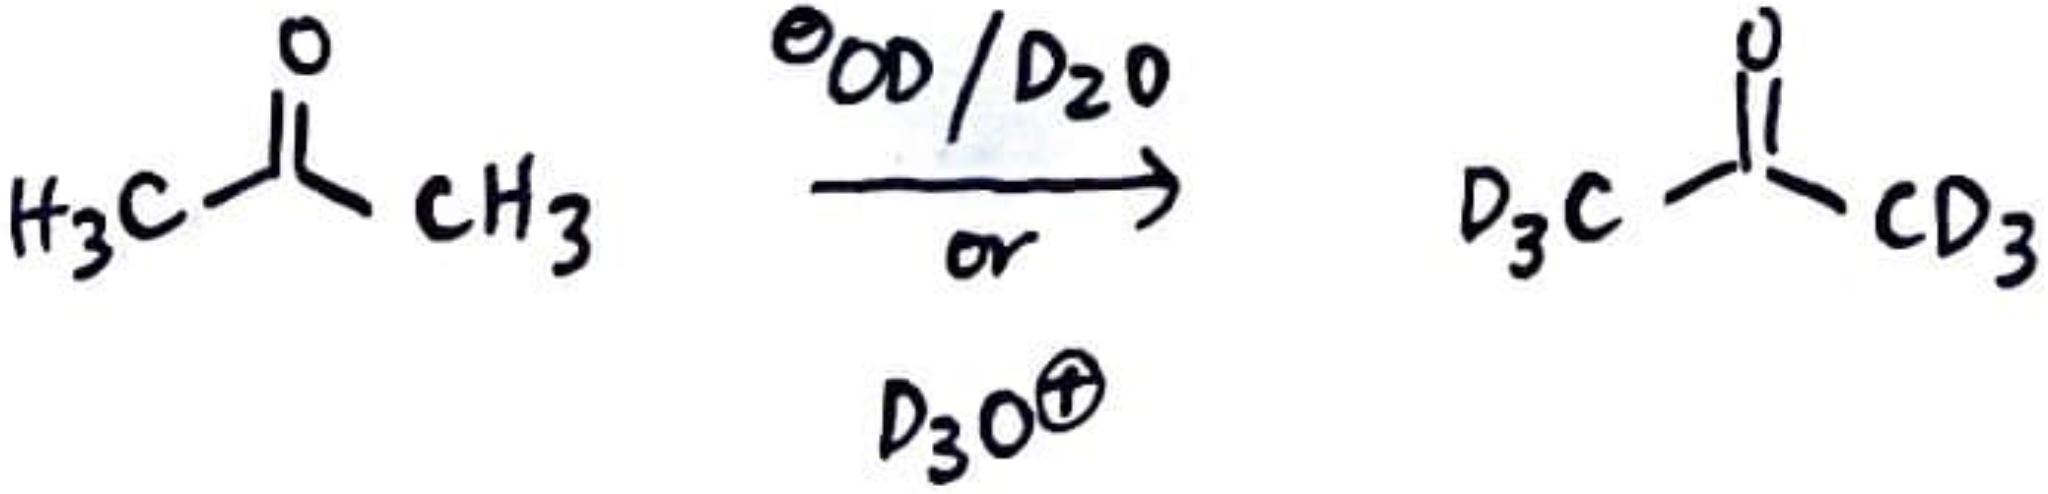 O O
⊖OD/D2O
H3C CH3 D3C CD3
or
D3O⊕